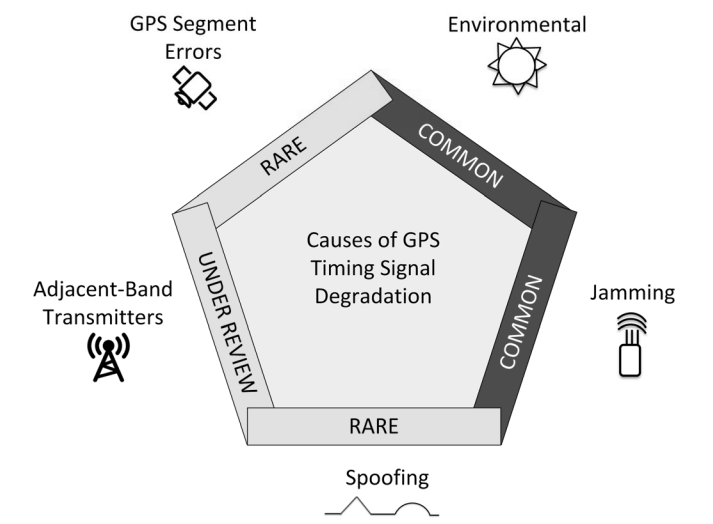 GPS Segment
Errors
Environmental
RARE
COMMON
Causes of GPS
Timing Signal
Degradation
Adjacent-Band
Transmitters
UNDER REVIEW
COMMON
Jamming
RARE
Spoofing